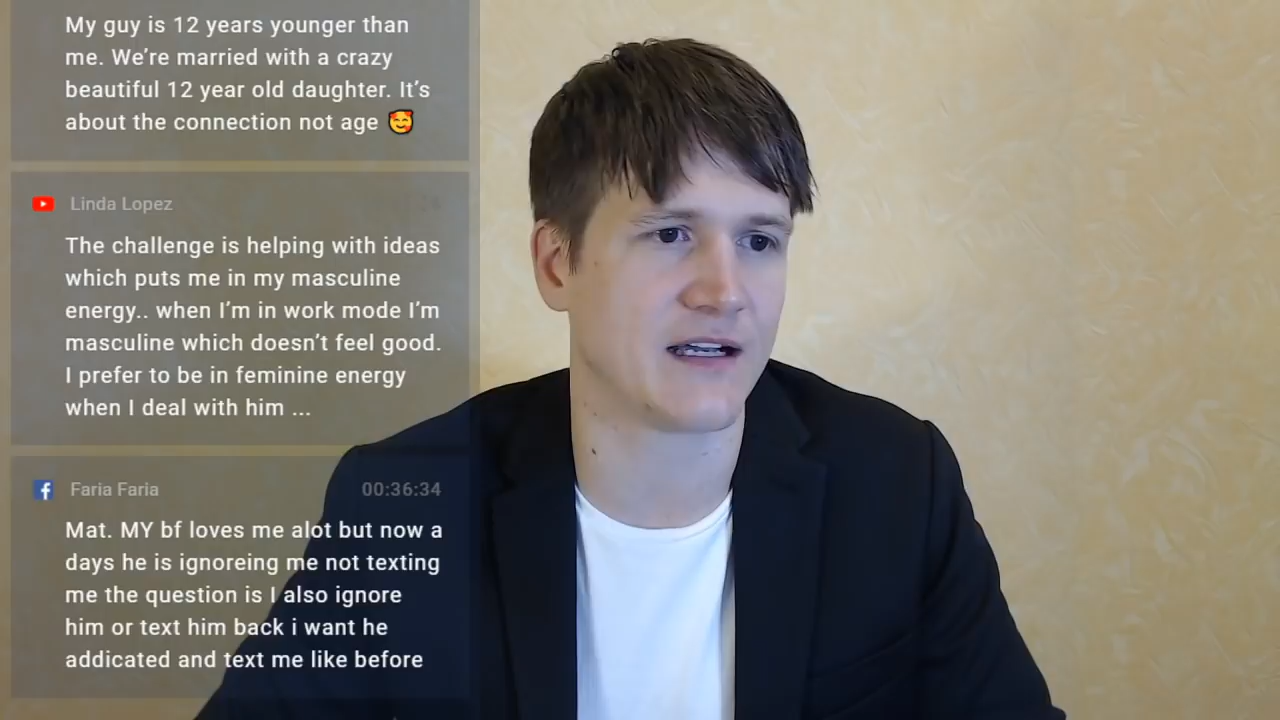 My guy is 12 years younger than
me. We’re married with a crazy
beautiful 12 year old daughter. It’s
about the connection not age 🥰
Linda Lopez
The challenge is helping with ideas
which puts me in my masculine
energy.. when I’m in work mode I’m
masculine which doesn’t feel good.
I prefer to be in feminine energy
when I deal with him ...
Faria Faria 00:36:34
Mat. MY bf loves me alot but now a
days he is ignoreing me not texting
me the question is I also ignore
him or text him back i want he
addicated and text me like before